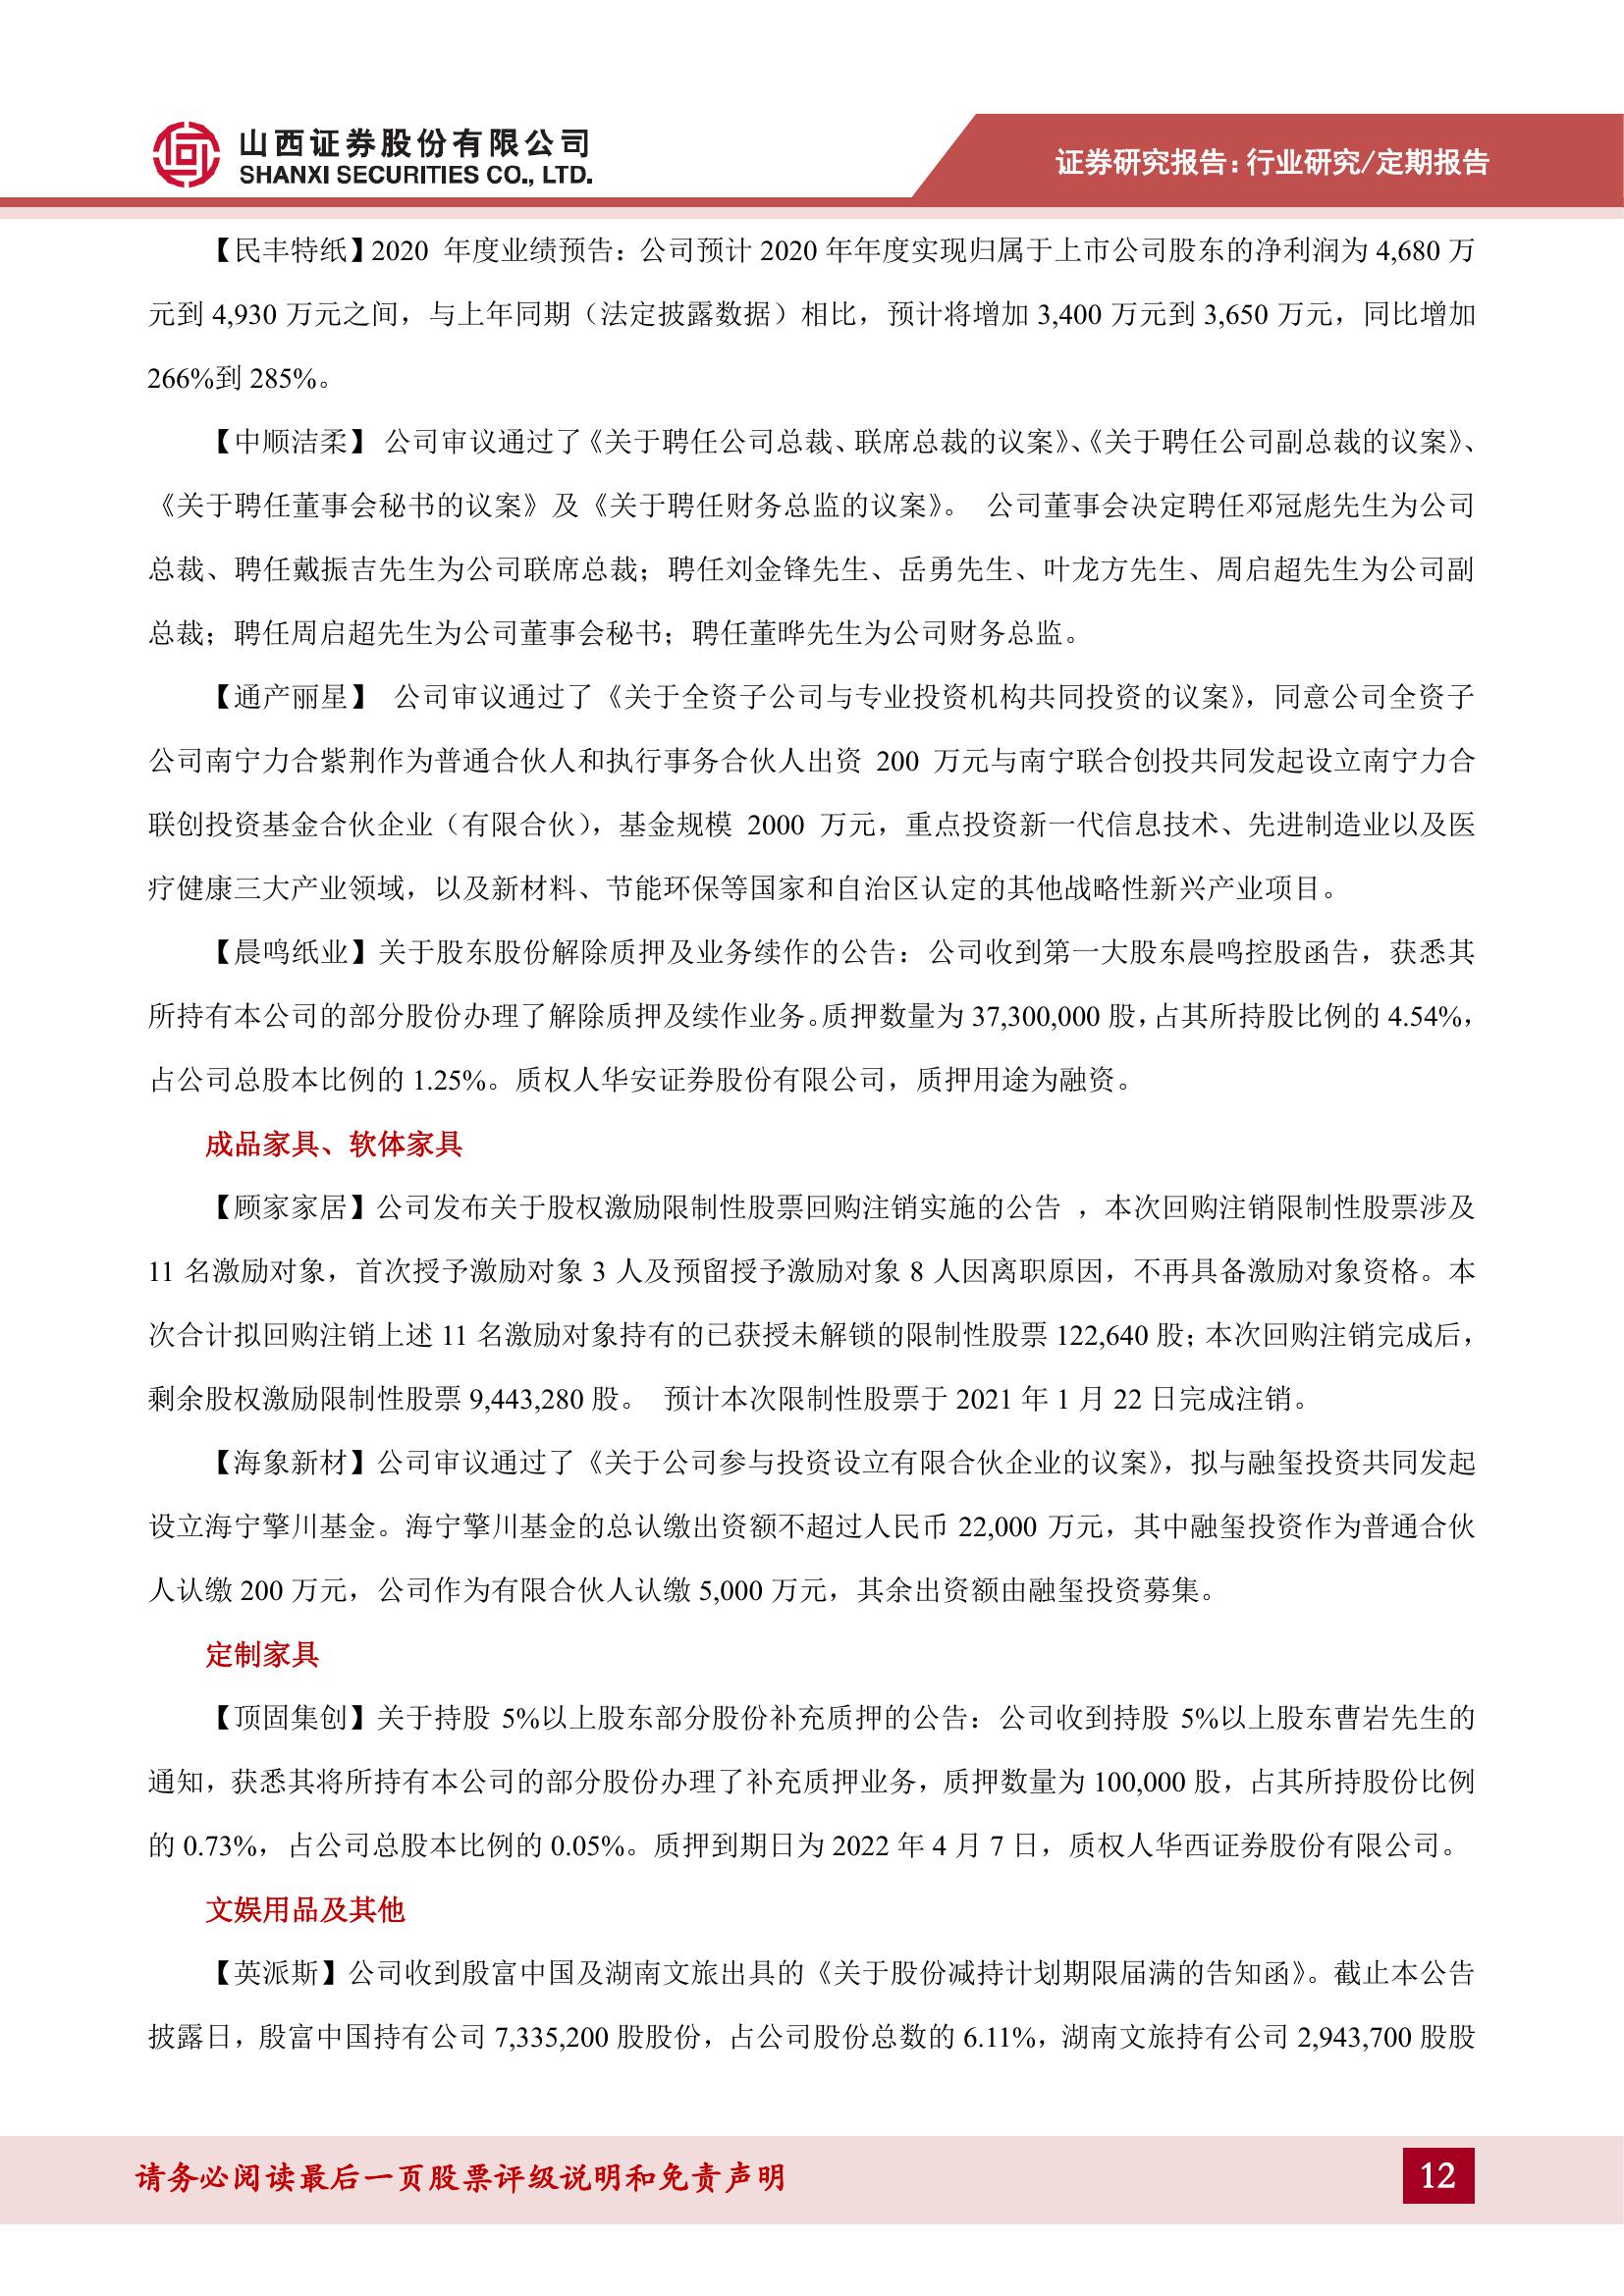 山西证券股份有限公司
SHANXI SECURITIES CO., LTD.
证券研究报告：行业研究/定期报告
【民丰特纸】2020 年度业绩预告：公司预计 2020 年年度实现归属于上市公司股东的净利润为 4,680 万
元到 4,930 万元之间，与上年同期（法定披露数据）相比，预计将增加 3,400 万元到 3,650 万元，同比增加
266%到 285%。
【中顺洁柔】 公司审议通过了《关于聘任公司总裁、联席总裁的议案》、《关于聘任公司副总裁的议案》、
《关于聘任董事会秘书的议案》及《关于聘任财务总监的议案》。 公司董事会决定聘任邓冠彪先生为公司
总裁、聘任戴振吉先生为公司联席总裁；聘任刘金锋先生、岳勇先生、叶龙方先生、周启超先生为公司副
总裁；聘任周启超先生为公司董事会秘书；聘任董晔先生为公司财务总监。
【通产丽星】 公司审议通过了《关于全资子公司与专业投资机构共同投资的议案》，同意公司全资子
公司南宁力合紫荆作为普通合伙人和执行事务合伙人出资 200 万元与南宁联合创投共同发起设立南宁力合
联创投资基金合伙企业（有限合伙），基金规模 2000 万元，重点投资新一代信息技术、先进制造业以及医
疗健康三大产业领域，以及新材料、节能环保等国家和自治区认定的其他战略性新兴产业项目。
【晨鸣纸业】关于股东股份解除质押及业务续作的公告：公司收到第一大股东晨鸣控股函告，获悉其
所持有本公司的部分股份办理了解除质押及续作业务。质押数量为 37,300,000 股，占其所持股比例的 4.54%，
占公司总股本比例的 1.25%。质权人华安证券股份有限公司，质押用途为融资。
成品家具、软体家具
【顾家家居】公司发布关于股权激励限制性股票回购注销实施的公告 ，本次回购注销限制性股票涉及
11 名激励对象，首次授予激励对象 3 人及预留授予激励对象 8 人因离职原因，不再具备激励对象资格。本
次合计拟回购注销上述 11 名激励对象持有的已获授未解锁的限制性股票 122,640 股；本次回购注销完成后，
剩余股权激励限制性股票 9,443,280 股。 预计本次限制性股票于 2021 年 1 月 22 日完成注销。
【海象新材】公司审议通过了《关于公司参与投资设立有限合伙企业的议案》，拟与融玺投资共同发起
设立海宁擎川基金。海宁擎川基金的总认缴出资额不超过人民币 22,000 万元，其中融玺投资作为普通合伙
人认缴 200 万元，公司作为有限合伙人认缴 5,000 万元，其余出资额由融玺投资募集。
定制家具
【顶固集创】关于持股 5%以上股东部分股份补充质押的公告：公司收到持股 5%以上股东曹岩先生的
通知，获悉其将所持有本公司的部分股份办理了补充质押业务，质押数量为 100,000 股，占其所持股份比例
的 0.73%，占公司总股本比例的 0.05%。质押到期日为 2022 年 4 月 7 日，质权人华西证券股份有限公司。
文娱用品及其他
【英派斯】公司收到殷富中国及湖南文旅出具的《关于股份减持计划期限届满的告知函》。截止本公告
披露日，殷富中国持有公司 7,335,200 股股份，占公司股份总数的 6.11%，湖南文旅持有公司 2,943,700 股股
请务必阅读最后一页股票评级说明和免责声明
12